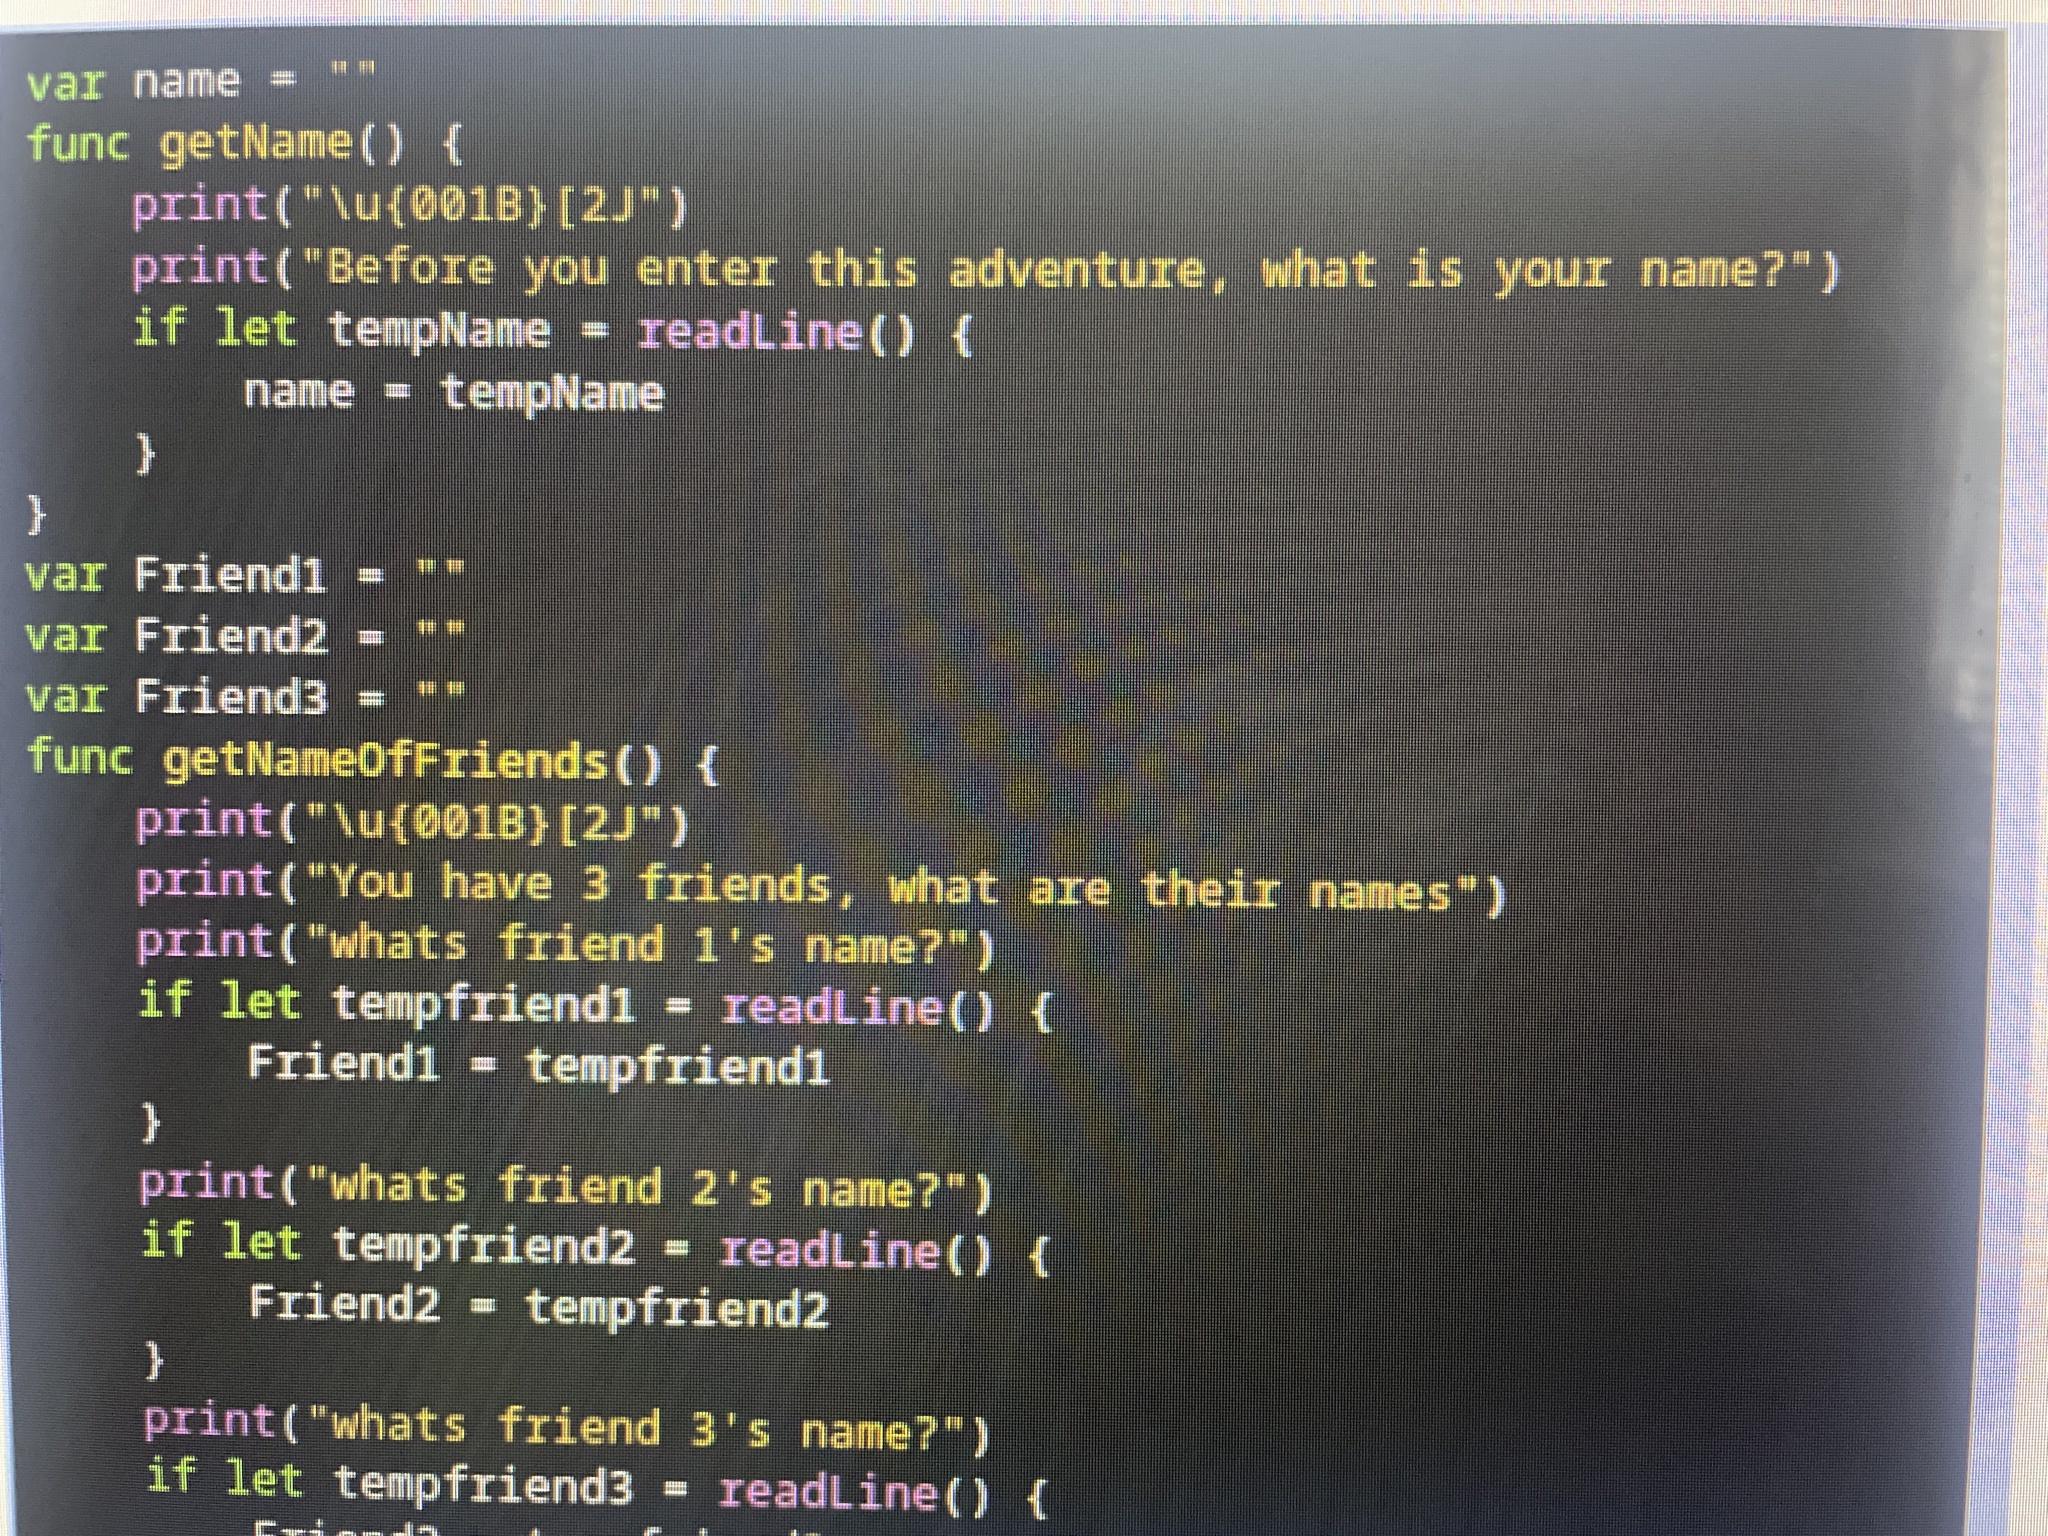 var name = ""
func getName() {
    print("\u{001B}[2J")
    print("Before you enter this adventure, what is your name?")
    if let tempName = readLine() {
        name = tempName
    }
}
var Friend1 = ""
var Friend2 = ""
var Friend3 = ""
func getNameOfFriends() {
    print("\u{001B}[2J")
    print("You have 3 friends, what are their names")
    print("whats friend 1's name?")
    if let tempfriend1 = readLine() {
        Friend1 = tempfriend1
    }
    print("whats friend 2's name?")
    if let tempfriend2 = readLine() {
        Friend2 = tempfriend2
    }
    print("whats friend 3's name?")
    if let tempfriend3 = readLine() {